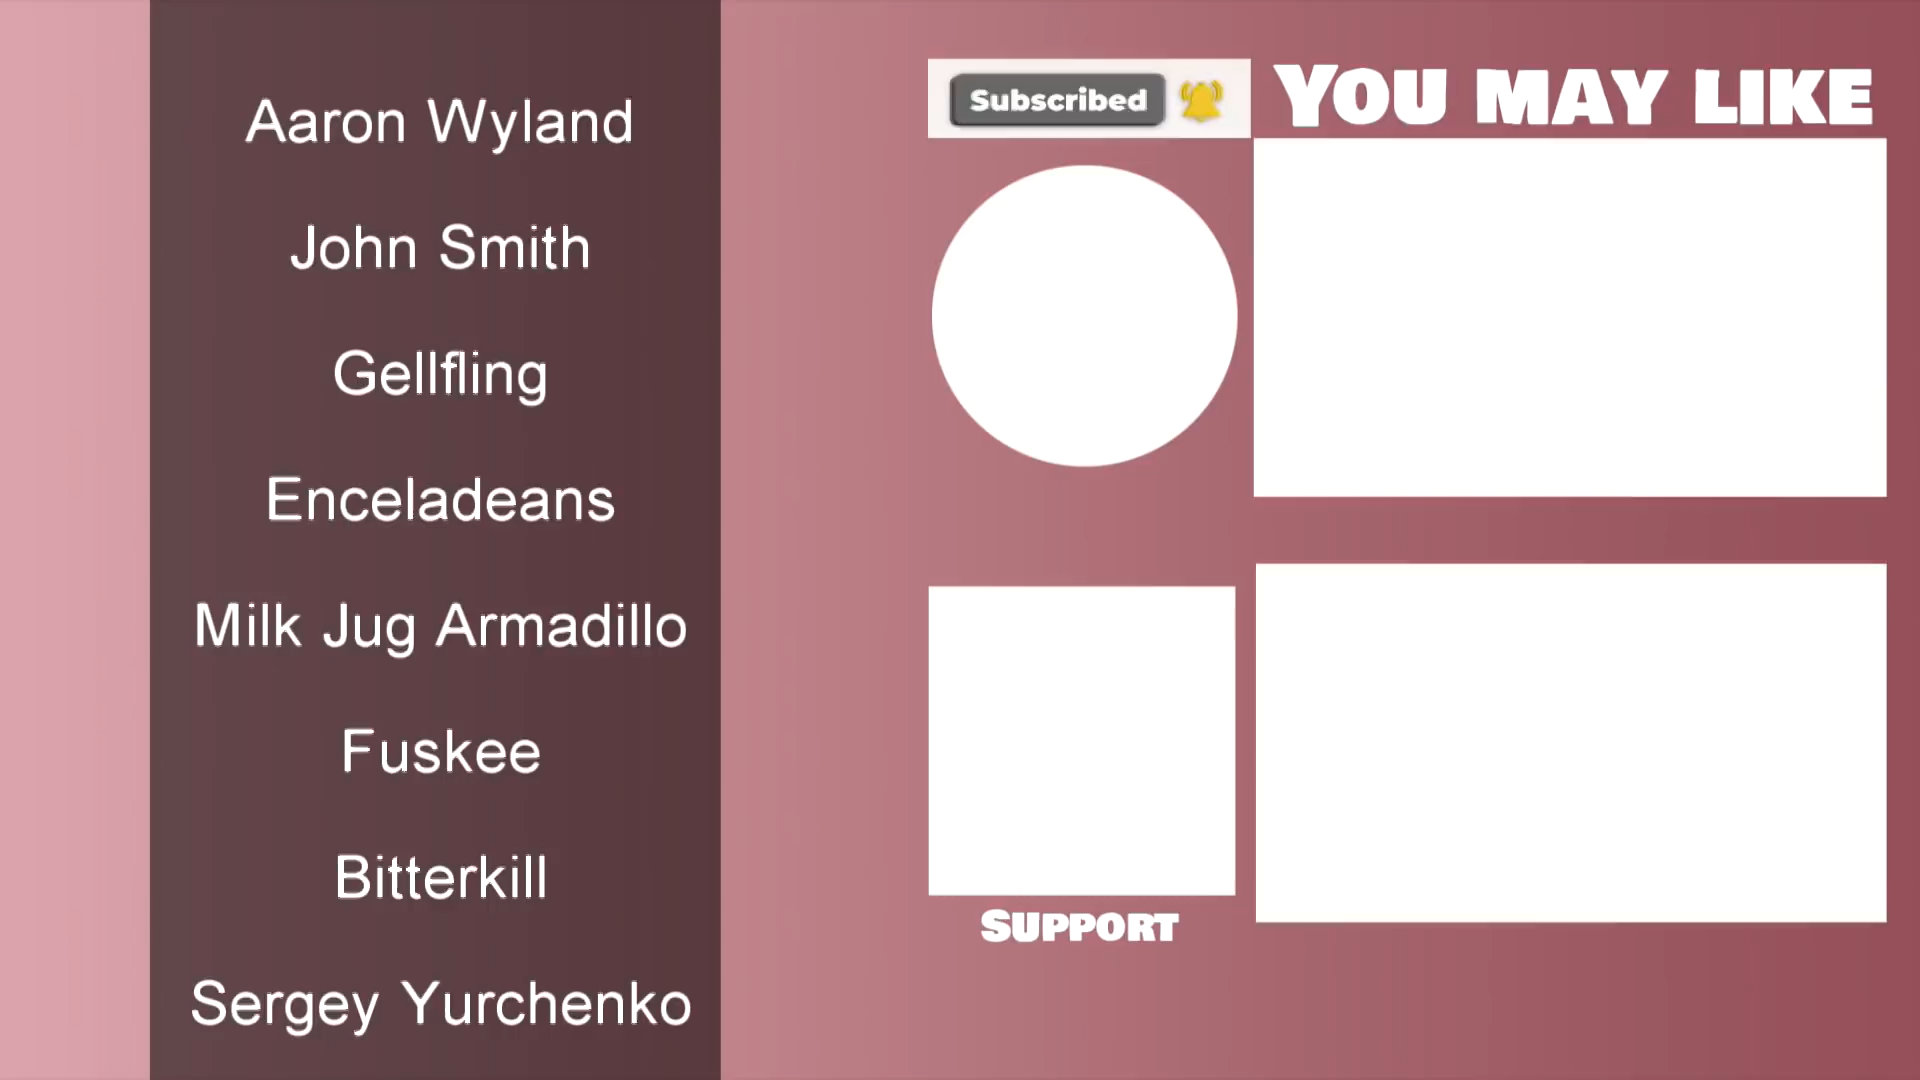 Aaron Wyland
John Smith
Gellfling
Enceladeans
Milk Jug Armadillo
Fuskee
Bitterkill
Sergey Yurchenko
Subscribed
YOU MAY LIKE
SUPPORT